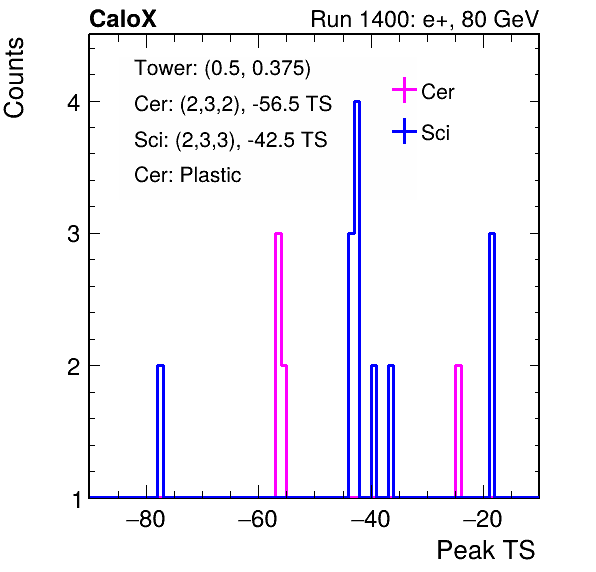 CaloX
Run 1400: e+, 80 GeV
Counts
Tower: (0.5, 0.375)
Cer: (2,3,2), -56.5 TS
Sci: (2,3,3), -42.5 TS
Cer: Plastic
Cer
Sci
4
3
2
1
−80
−60
−40
−20
Peak TS